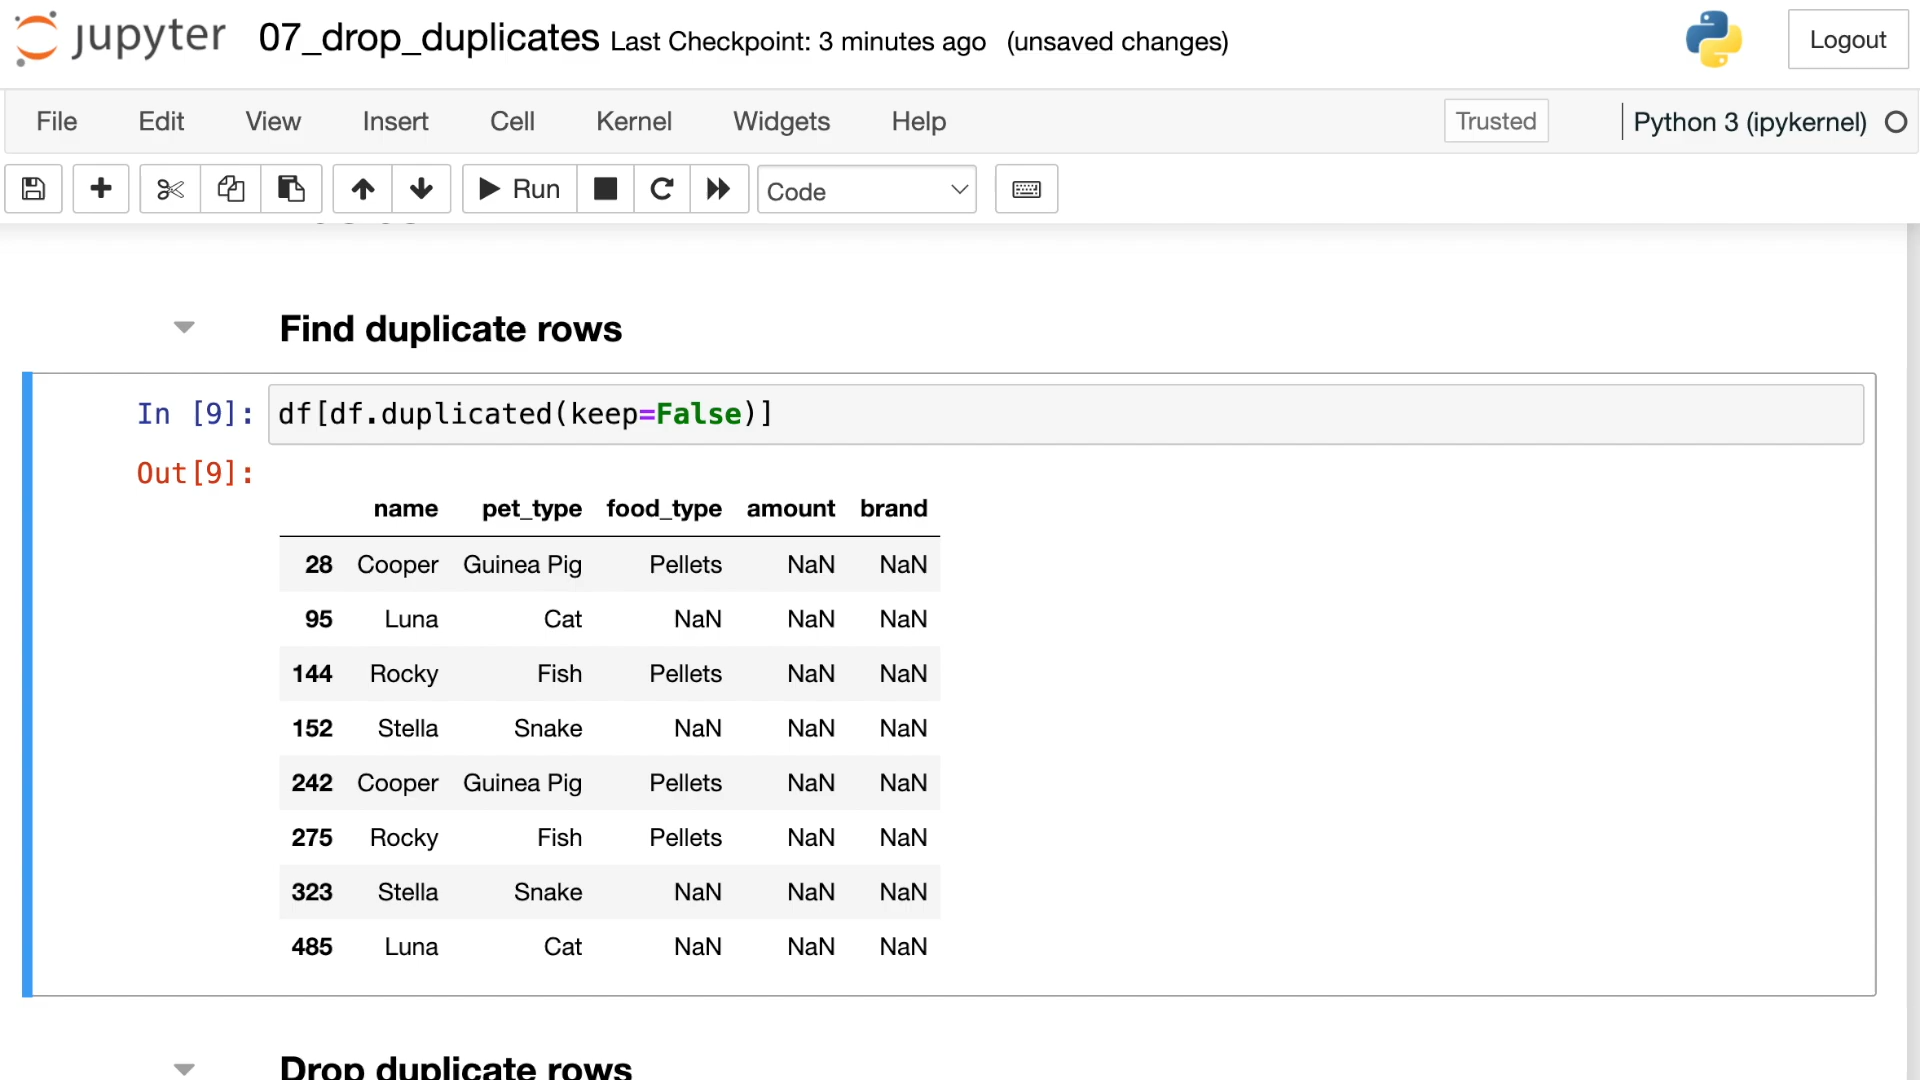 jupyter 07_drop_duplicates Last Checkpoint: 3 minutes ago (unsaved changes) Logout
File Edit View Insert Cell Kernel Widgets Help Trusted Python 3 (ipykernel)
Run Code
Find duplicate rows
In [9]: df[df.duplicated(keep=False)]
Out[9]:
name pet_type food_type amount brand
28 Cooper Guinea Pig Pellets NaN NaN
95 Luna Cat NaN NaN NaN
144 Rocky Fish Pellets NaN NaN
152 Stella Snake NaN NaN NaN
242 Cooper Guinea Pig Pellets NaN NaN
275 Rocky Fish Pellets NaN NaN
323 Stella Snake NaN NaN NaN
485 Luna Cat NaN NaN NaN
Drop duplicate rows